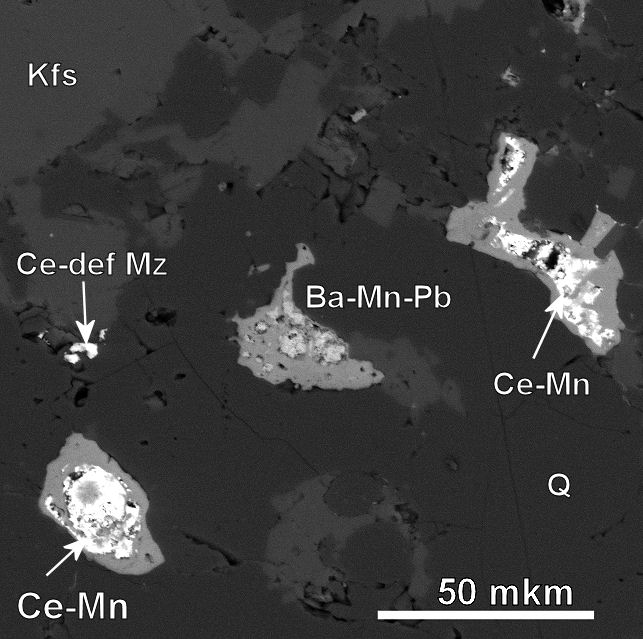 Kfs
Ce-def Mz
Ba-Mn-Pb
Ce-Mn
Q
50 mkm
Ce-Mn